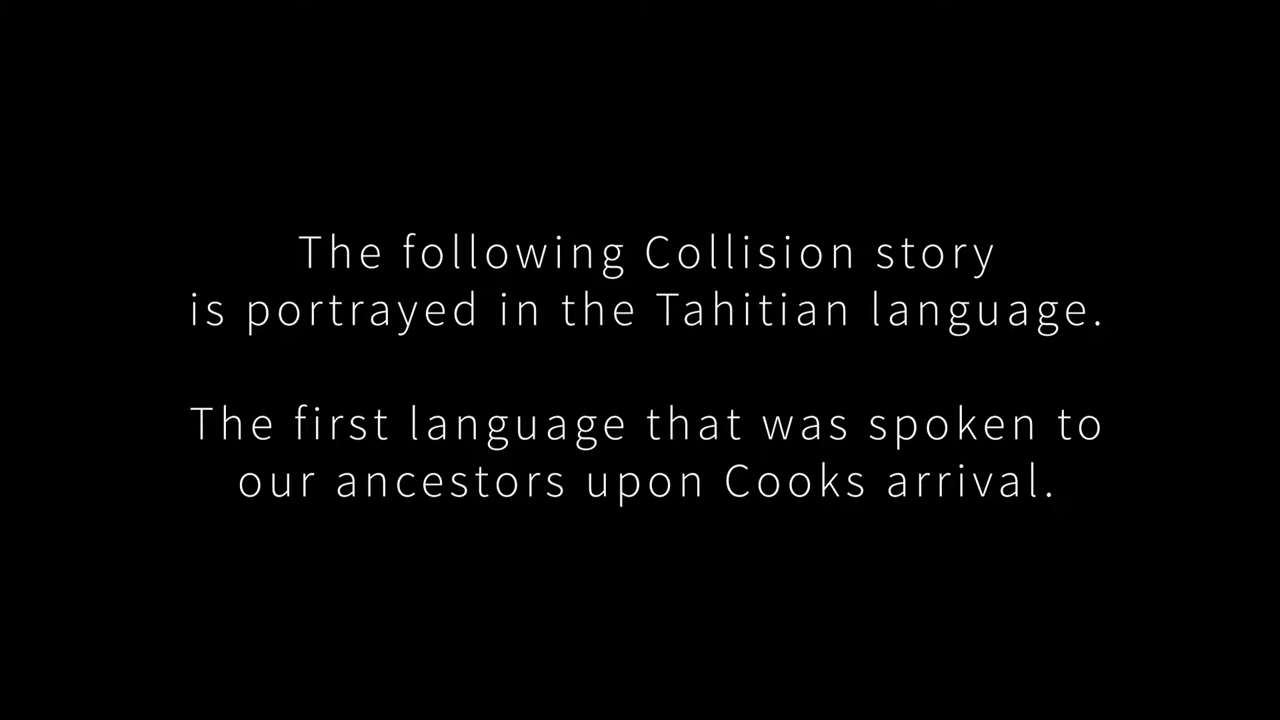 The following Collision story
is portrayed in the Tahitian language.
The first language that was spoken to
our ancestors upon Cooks arrival.